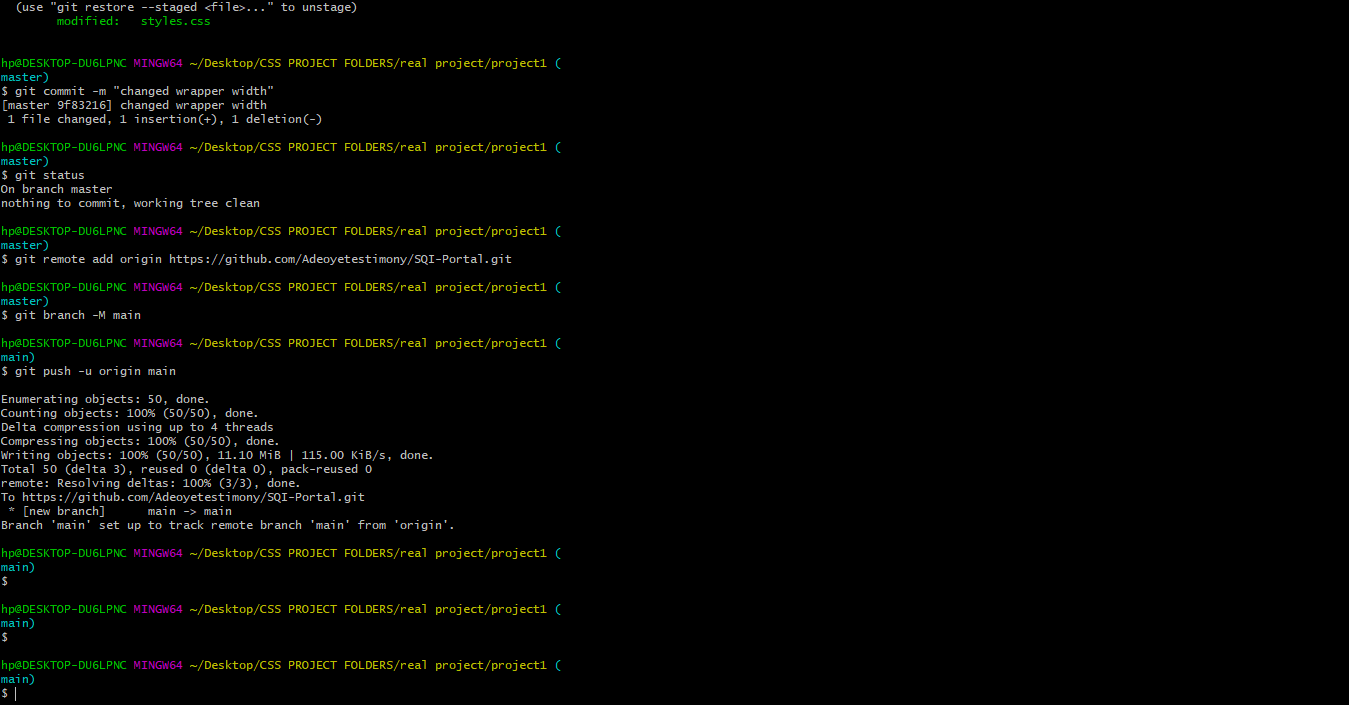 (use "git restore --staged <file>..." to unstage)
        modified:   styles.css
hp@DESKTOP-DU6LPNC MINGW64 ~/Desktop/CSS PROJECT FOLDERS/real project/project1 (
master)
$ git commit -m "changed wrapper width"
[master 9f83216] changed wrapper width
 1 file changed, 1 insertion(+), 1 deletion(-)
hp@DESKTOP-DU6LPNC MINGW64 ~/Desktop/CSS PROJECT FOLDERS/real project/project1 (
master)
$ git status
On branch master
nothing to commit, working tree clean
hp@DESKTOP-DU6LPNC MINGW64 ~/Desktop/CSS PROJECT FOLDERS/real project/project1 (
master)
$ git remote add origin https://github.com/Adeoyetestimony/SQI-Portal.git
hp@DESKTOP-DU6LPNC MINGW64 ~/Desktop/CSS PROJECT FOLDERS/real project/project1 (
master)
$ git branch -M main
hp@DESKTOP-DU6LPNC MINGW64 ~/Desktop/CSS PROJECT FOLDERS/real project/project1 (
main)
$ git push -u origin main
Enumerating objects: 50, done.
Counting objects: 100% (50/50), done.
Delta compression using up to 4 threads
Compressing objects: 100% (50/50), done.
Writing objects: 100% (50/50), 11.10 MiB | 115.00 KiB/s, done.
Total 50 (delta 3), reused 0 (delta 0), pack-reused 0
remote: Resolving deltas: 100% (3/3), done.
To https://github.com/Adeoyetestimony/SQI-Portal.git
 * [new branch]      main -> main
Branch 'main' set up to track remote branch 'main' from 'origin'.
hp@DESKTOP-DU6LPNC MINGW64 ~/Desktop/CSS PROJECT FOLDERS/real project/project1 (
main)
$
hp@DESKTOP-DU6LPNC MINGW64 ~/Desktop/CSS PROJECT FOLDERS/real project/project1 (
main)
$
hp@DESKTOP-DU6LPNC MINGW64 ~/Desktop/CSS PROJECT FOLDERS/real project/project1 (
main)
$